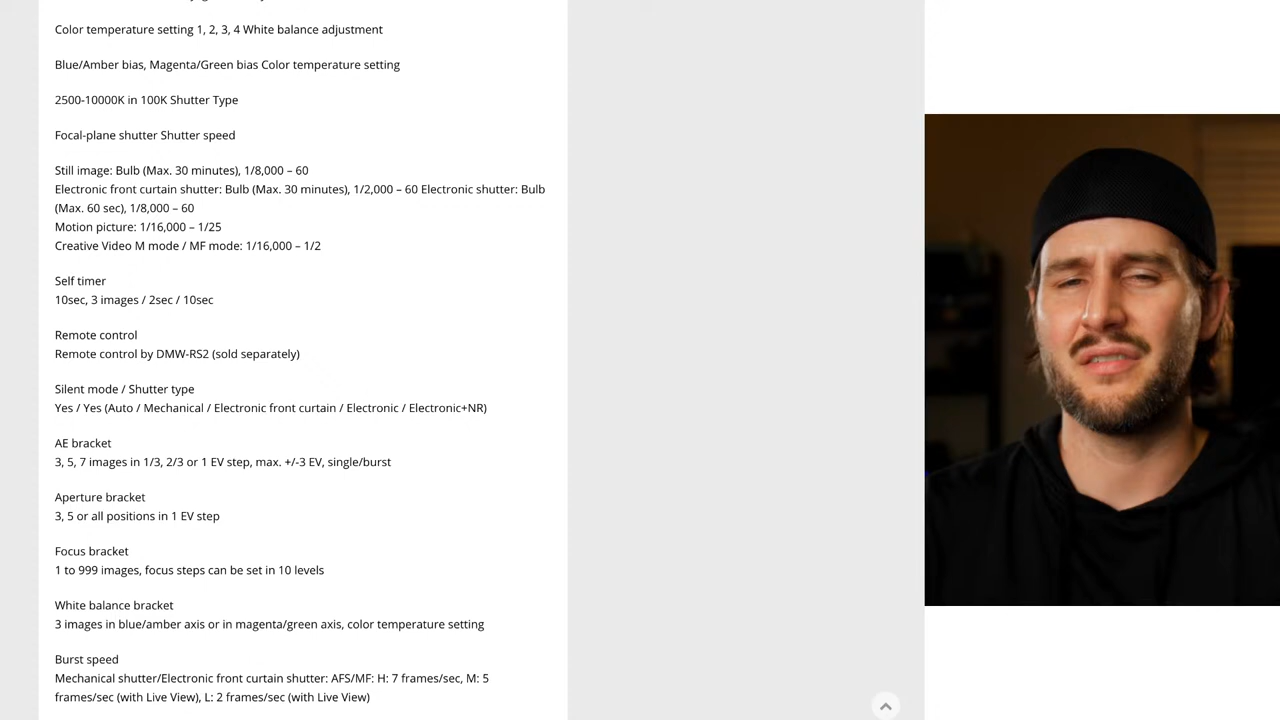 Color temperature setting 1, 2, 3, 4 White balance adjustment
Blue/Amber bias, Magenta/Green bias Color temperature setting
2500-10000K in 100K Shutter Type
Focal-plane shutter Shutter speed
Still image: Bulb (Max. 30 minutes), 1/8,000 – 60
Electronic front curtain shutter: Bulb (Max. 30 minutes), 1/2,000 – 60 Electronic shutter: Bulb
(Max. 60 sec), 1/8,000 – 60
Motion picture: 1/16,000 – 1/25
Creative Video M mode / MF mode: 1/16,000 – 1/2
Self timer
10sec, 3 images / 2sec / 10sec
Remote control
Remote control by DMW-RS2 (sold separately)
Silent mode / Shutter type
Yes / Yes (Auto / Mechanical / Electronic front curtain / Electronic / Electronic+NR)
AE bracket
3, 5, 7 images in 1/3, 2/3 or 1 EV step, max. +/-3 EV, single/burst
Aperture bracket
3, 5 or all positions in 1 EV step
Focus bracket
1 to 999 images, focus steps can be set in 10 levels
White balance bracket
3 images in blue/amber axis or in magenta/green axis, color temperature setting
Burst speed
Mechanical shutter/Electronic front curtain shutter: AFS/MF: H: 7 frames/sec, M: 5
frames/sec (with Live View), L: 2 frames/sec (with Live View)